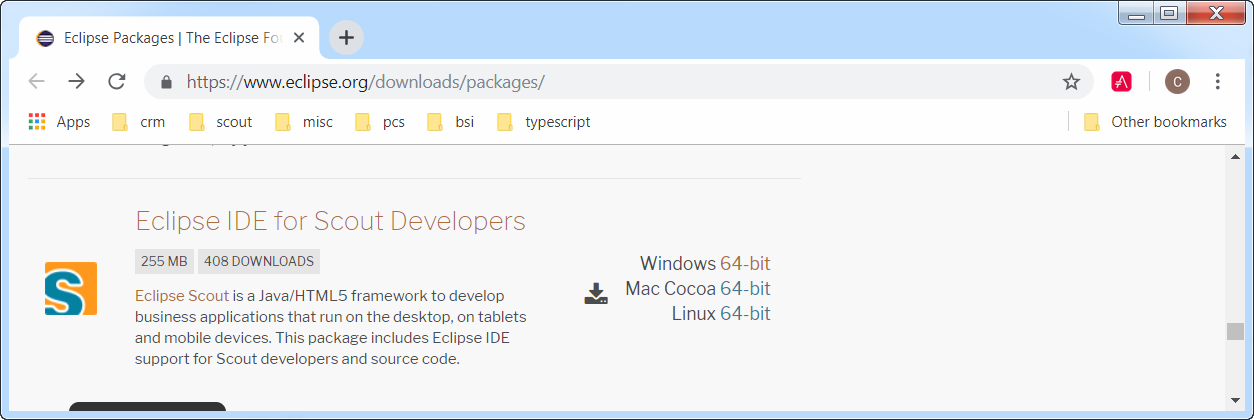 Eclipse Packages | The Eclipse Fo
https://www.eclipse.org/downloads/packages/
C
Apps crm scout misc pcs bsi typescript Other bookmarks
Eclipse IDE for Scout Developers
255 MB 408 DOWNLOADS
S
Eclipse Scout is a Java/HTML5 framework to develop
business applications that run on the desktop, on tablets
and mobile devices. This package includes Eclipse IDE
support for Scout developers and source code.
Windows 64-bit
Mac Cocoa 64-bit
Linux 64-bit